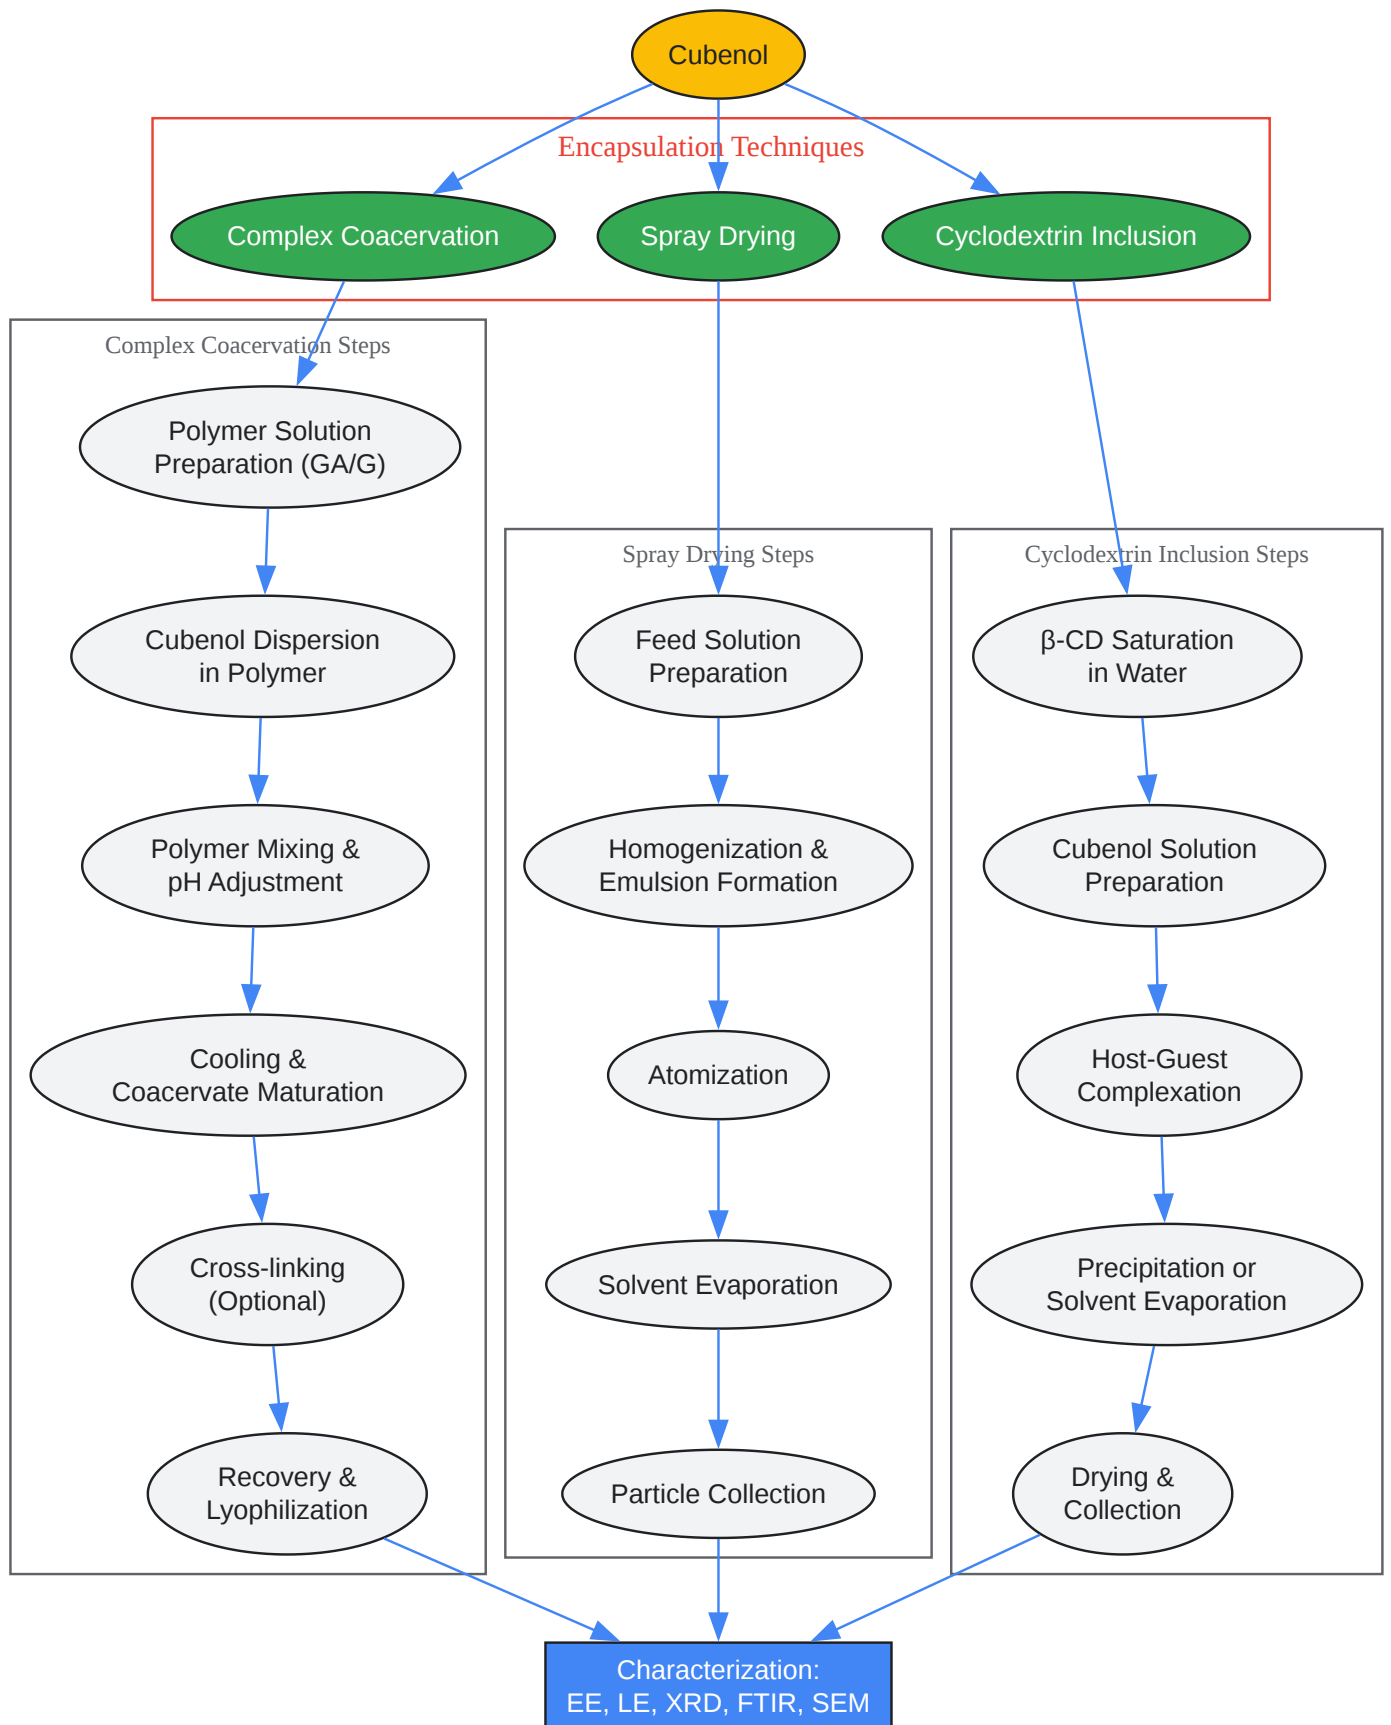 Cubenol
Encapsulation Techniques
Complex Coacervation
Spray Drying
Cyclodextrin Inclusion
Complex Coacervation Steps
Polymer Solution
Preparation (GA/G)
Cubenol Dispersion
in Polymer
Polymer Mixing &
pH Adjustment
Cooling &
Coacervate Maturation
Cross-linking
(Optional)
Recovery &
Lyophilization
Spray Drying Steps
Feed Solution
Preparation
Homogenization &
Emulsion Formation
Atomization
Solvent Evaporation
Particle Collection
Cyclodextrin Inclusion Steps
β-CD Saturation
in Water
Cubenol Solution
Preparation
Host-Guest
Complexation
Precipitation or
Solvent Evaporation
Drying &
Collection
Characterization:
EE, LE, XRD, FTIR, SEM